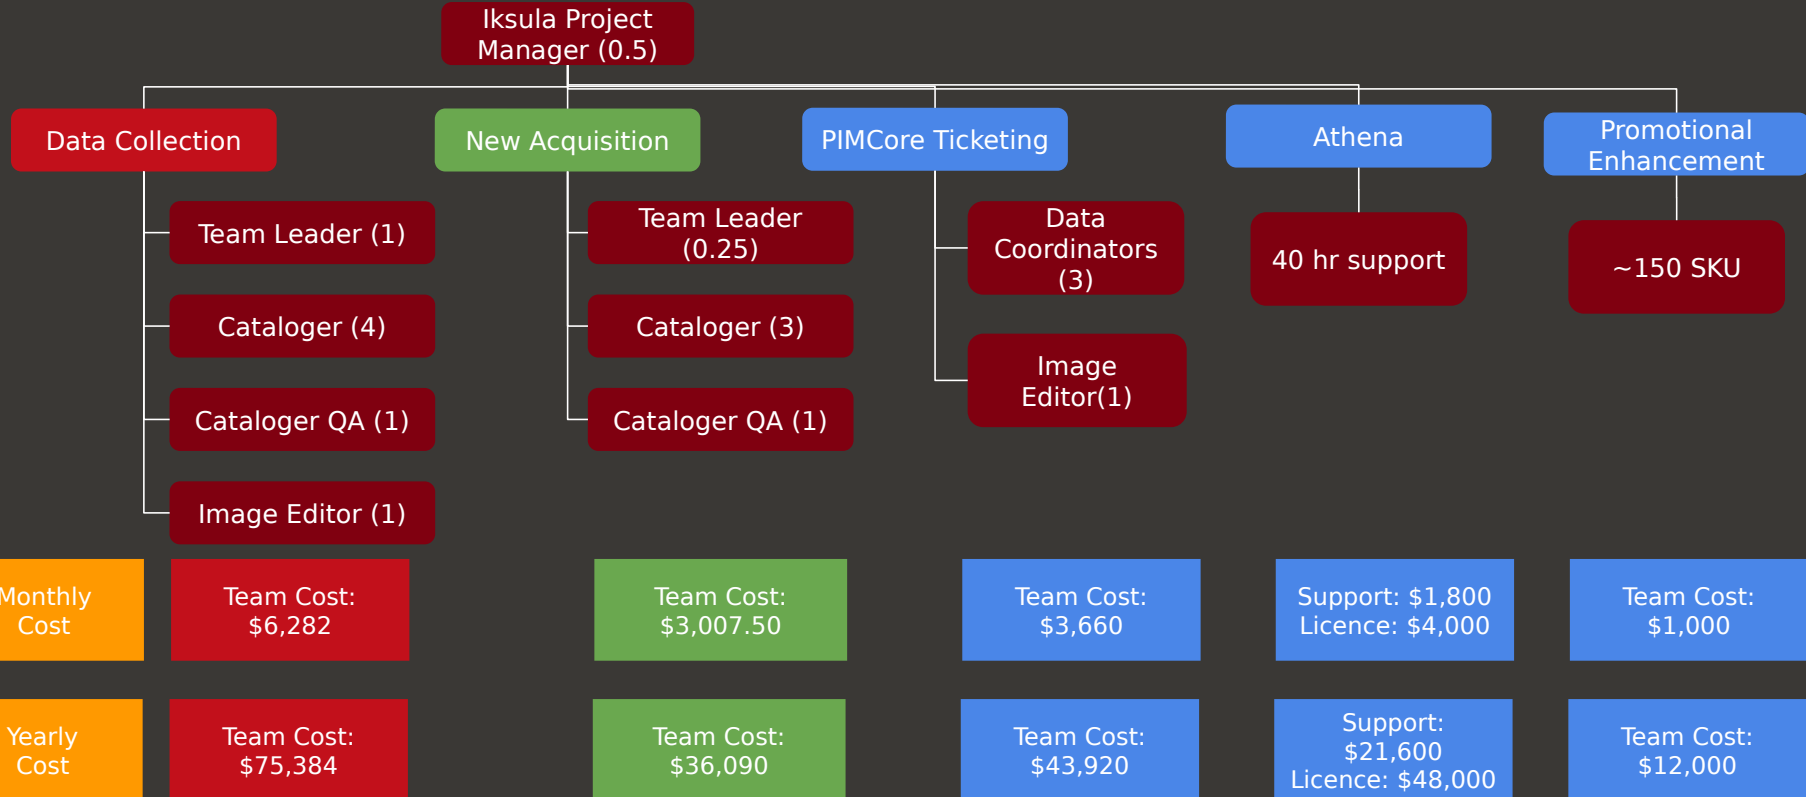 Iksula Project
Manager (0.5)
Data Collection
New Acquisition
PIMCore Ticketing
Athena
Promotional
Enhancement
Team Leader (1)
Cataloger (4)
Cataloger QA (1)
Image Editor (1)
Team Leader
(0.25)
Cataloger (3)
Cataloger QA (1)
Data
Coordinators
(3)
Image
Editor(1)
40 hr support
~150 SKU
Monthly
Cost
Team Cost:
$6,282
Team Cost:
$3,007.50
Team Cost:
$3,660
Support: $1,800
Licence: $4,000
Team Cost:
$1,000
Yearly
Cost
Team Cost:
$75,384
Team Cost:
$36,090
Team Cost:
$43,920
Support:
$21,600
Licence: $48,000
Team Cost:
$12,000